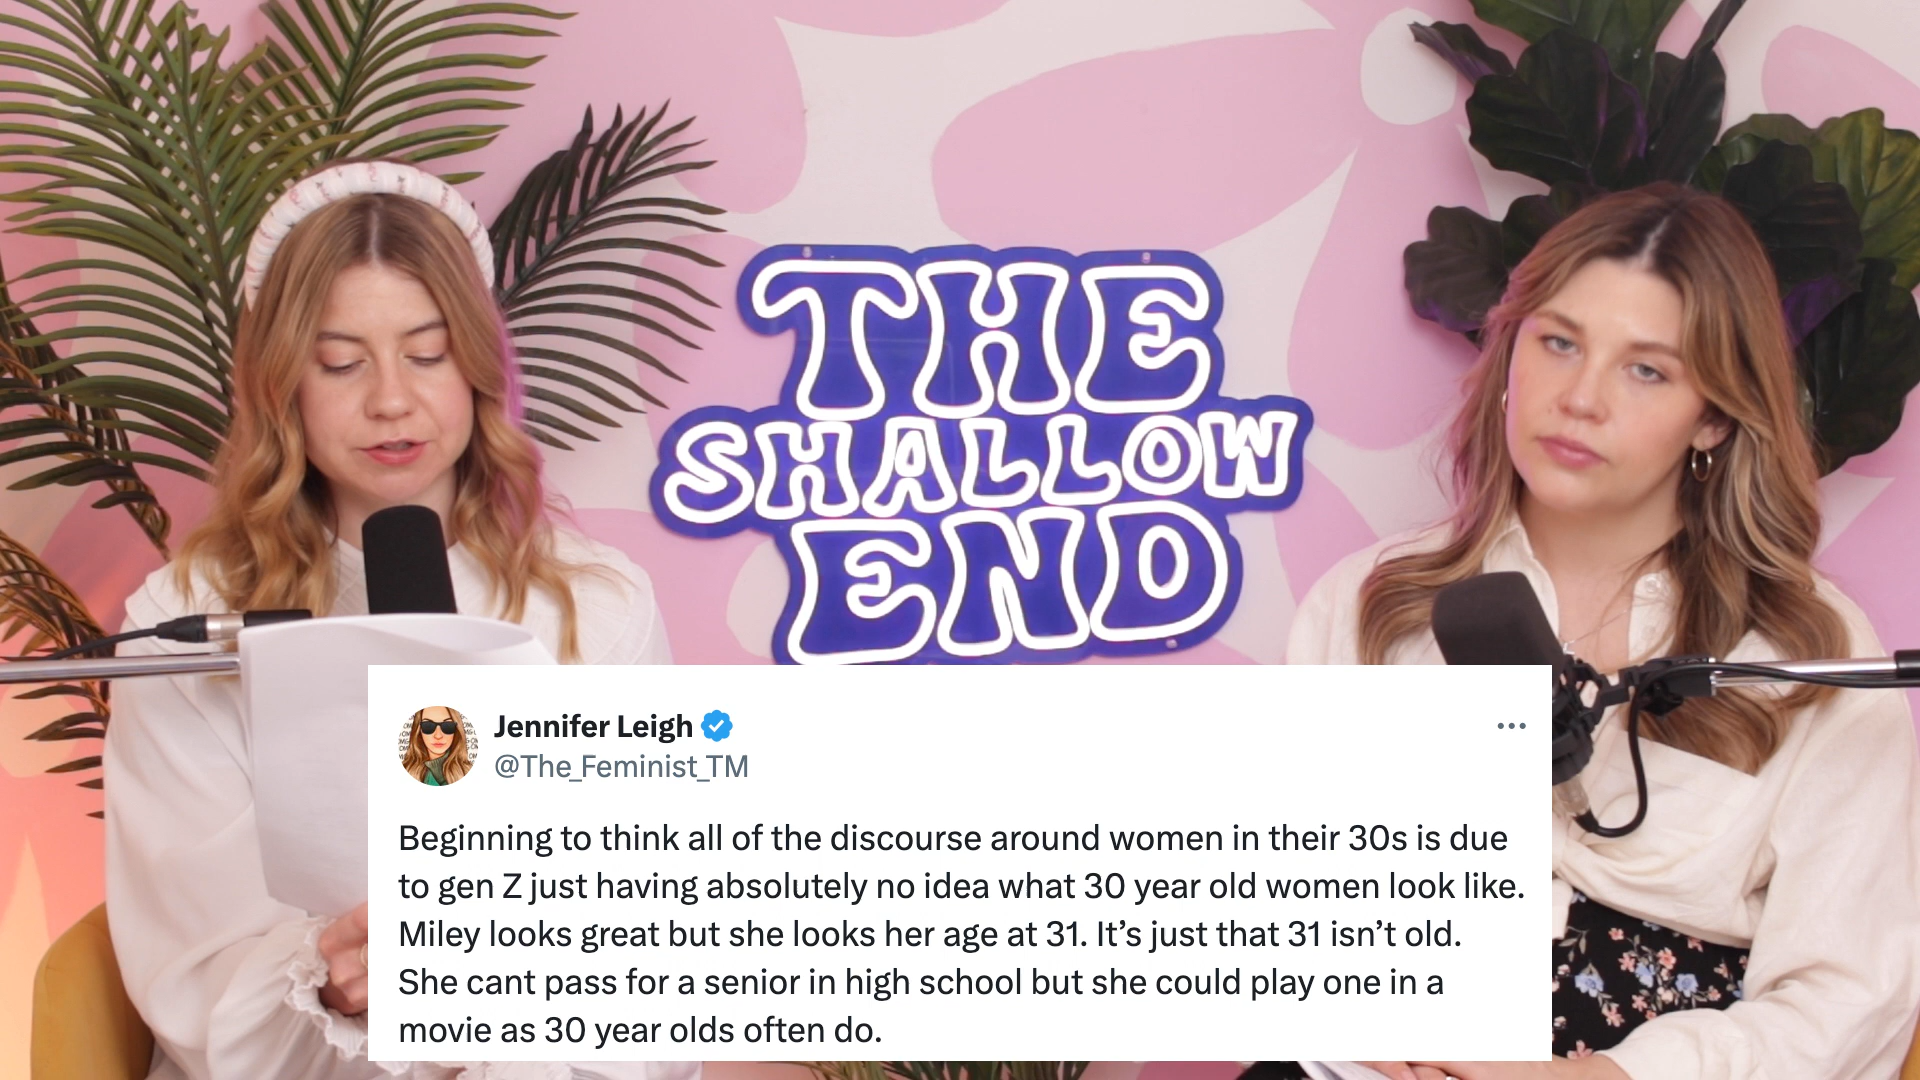 THE
SHALLOW
END
Jennifer Leigh
@The_Feminist_TM
Beginning to think all of the discourse around women in their 30s is due
to gen Z just having absolutely no idea what 30 year old women look like.
Miley looks great but she looks her age at 31. It’s just that 31 isn’t old.
She cant pass for a senior in high school but she could play one in a
movie as 30 year olds often do.